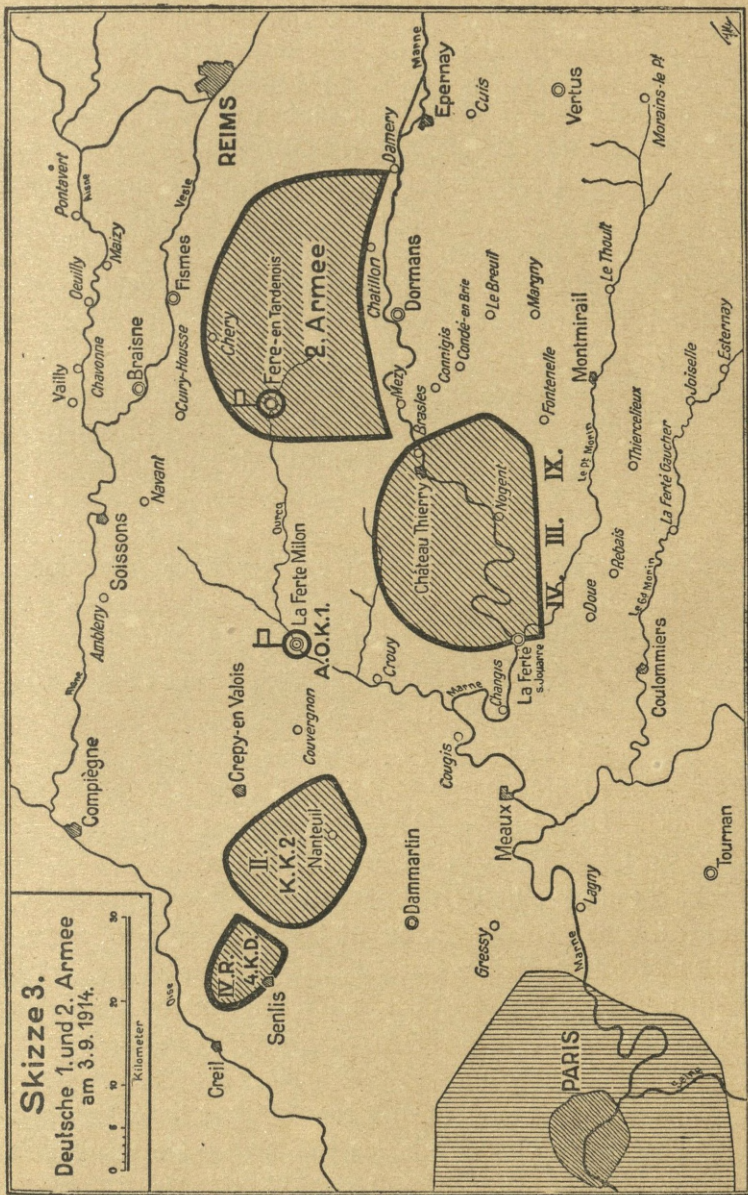 Skizze 3.
Deutsche 1. und 2. Armee
am 3.9.1914.
0 5 10 20 30
Kilometer
Compiègne
Aisne
Oise
Creil
Ambleny
Soissons
Vailly
Chavonne
Oeuilly
Maizy
Pontavert
Aisne
Braisne
Vesle
Fismes
REIMS
Navant
Cuiry-Housse
Chery
Fère-en Tardenois
2. Armee
Ourcq
La Ferte Milon
A.O.K.1.
Crepy-en Valois
Couvergnon
IV.R.
4.K.D.
Senlis
II.
K.K.2
Nanteuil
Dammartin
Crouy
Château Thierry
Brasles
Mezy
Chatillon
Damery
Marne
Epernay
Cuis
Dormans
Connigis
Condé-en Brie
Le Breuil
Vertus
Nogent
Marne
Changis
Cougis
La Ferte
s. Jouarre
IV. III. IX.
Fontenelle
Margny
Gressy
Meaux
Doue
Rebais
Le Pt Morin
Montmirail
Le Thoult
Morains-le Pt
Thiercelieux
Lagny
Marne
PARIS
Seine
Tournan
Coulommiers
Le Gd Morin
La Ferté Gaucher
Joiselle
Esternay